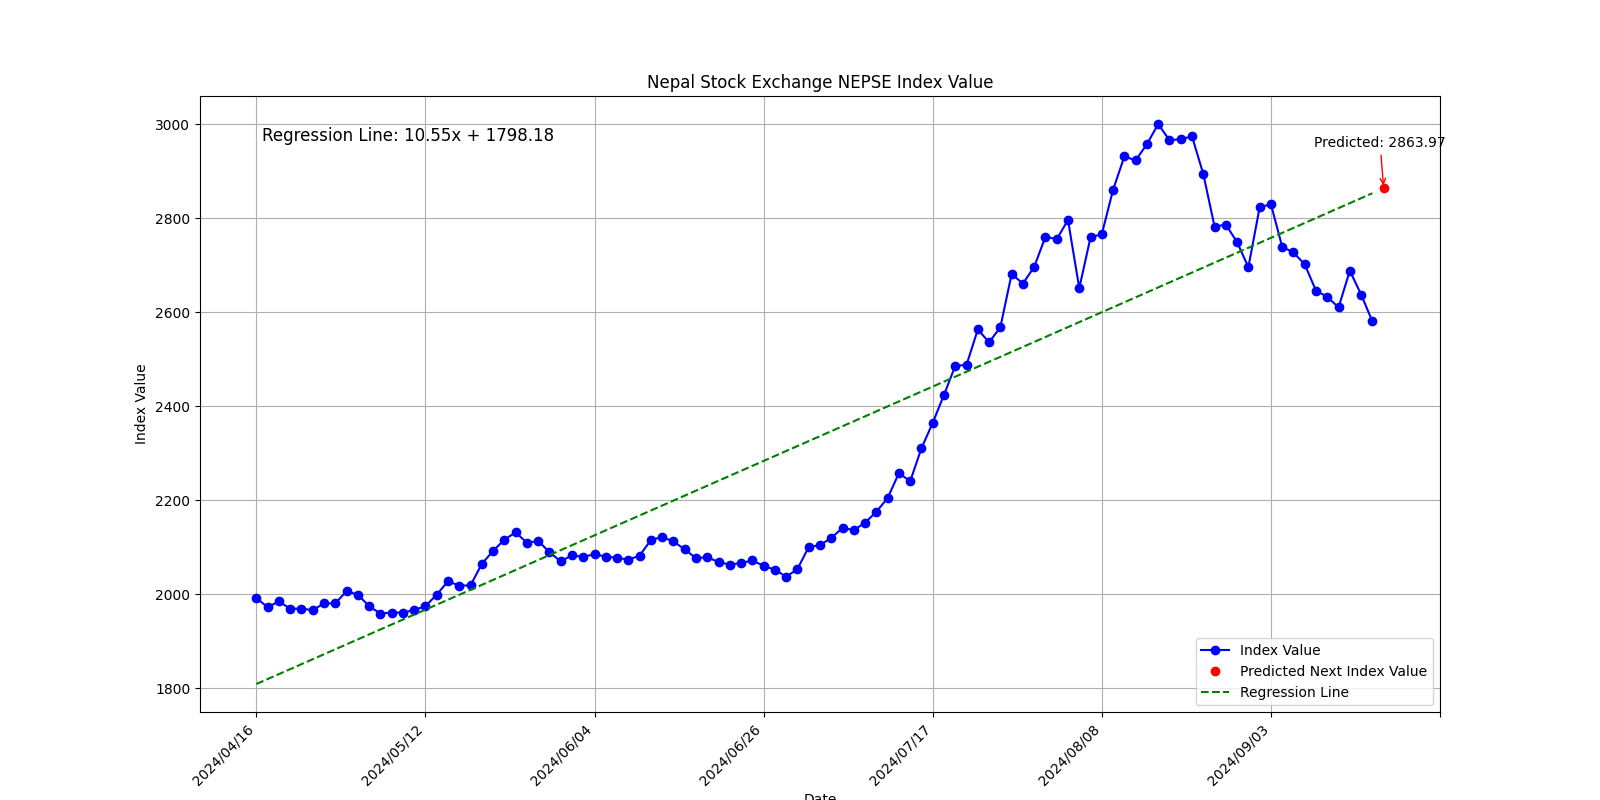 Nepal Stock Exchange NEPSE Index Value
Regression Line: 10.55x + 1798.18
Predicted: 2863.97
3000
2800
2600
2400
2200
2000
1800
Index Value
Index Value
Predicted Next Index Value
Regression Line
2024/04/16
2024/05/12
2024/06/04
2024/06/26
2024/07/17
2024/08/08
2024/09/03
Date